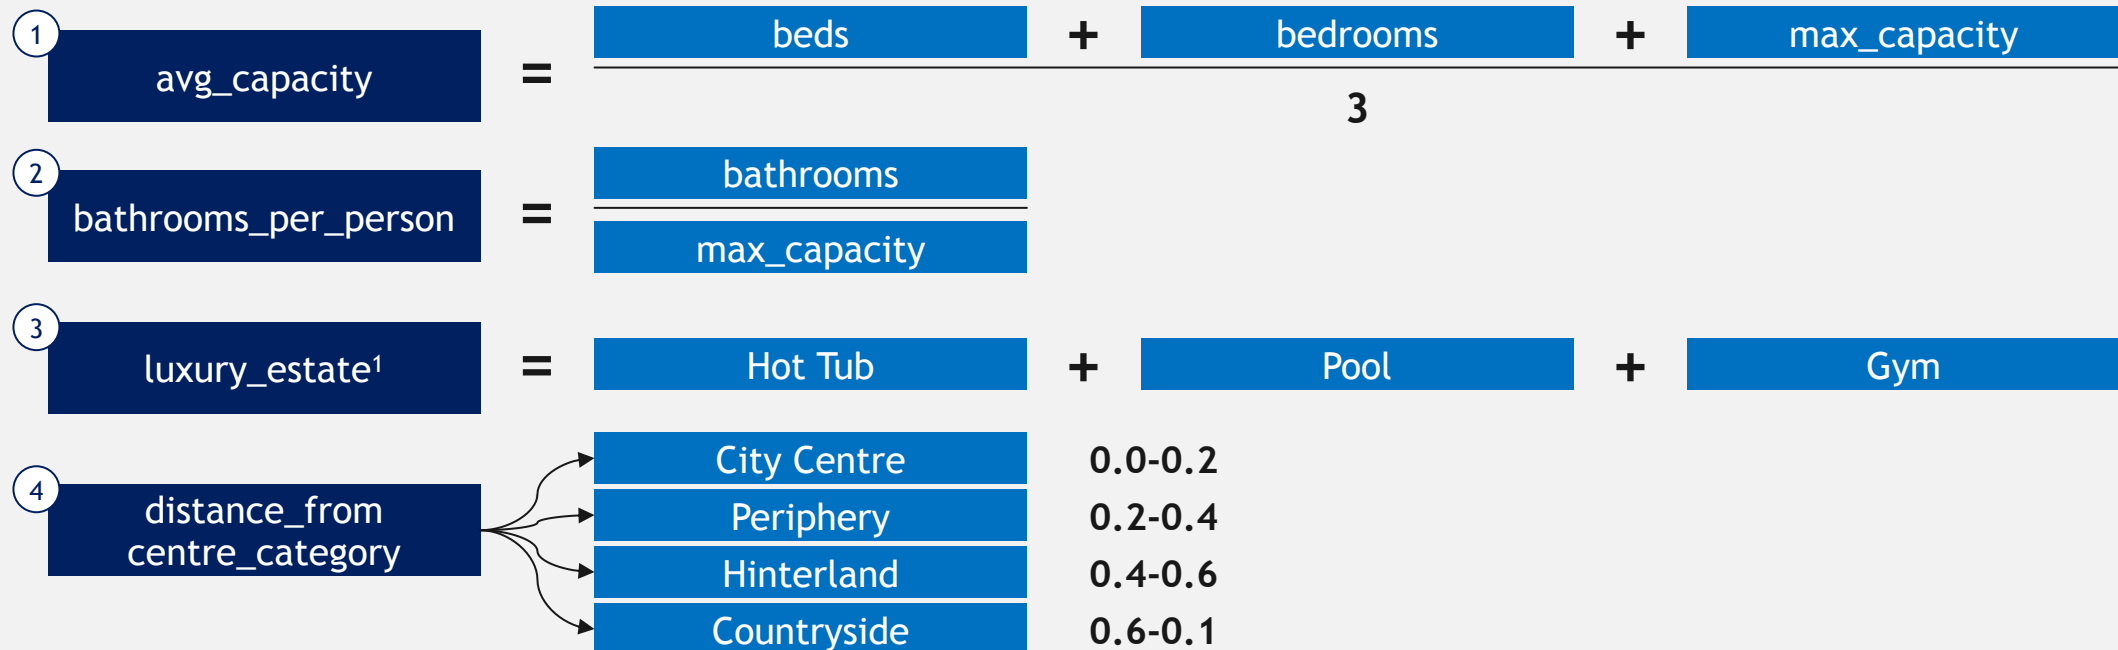 1
avg_capacity = beds + bedrooms + max_capacity
3
2
bathrooms_per_person = bathrooms
max_capacity
3
luxury_estate¹ = Hot Tub + Pool + Gym
4
distance_from
centre_category
City Centre 0.0-0.2
Periphery 0.2-0.4
Hinterland 0.4-0.6
Countryside 0.6-0.1